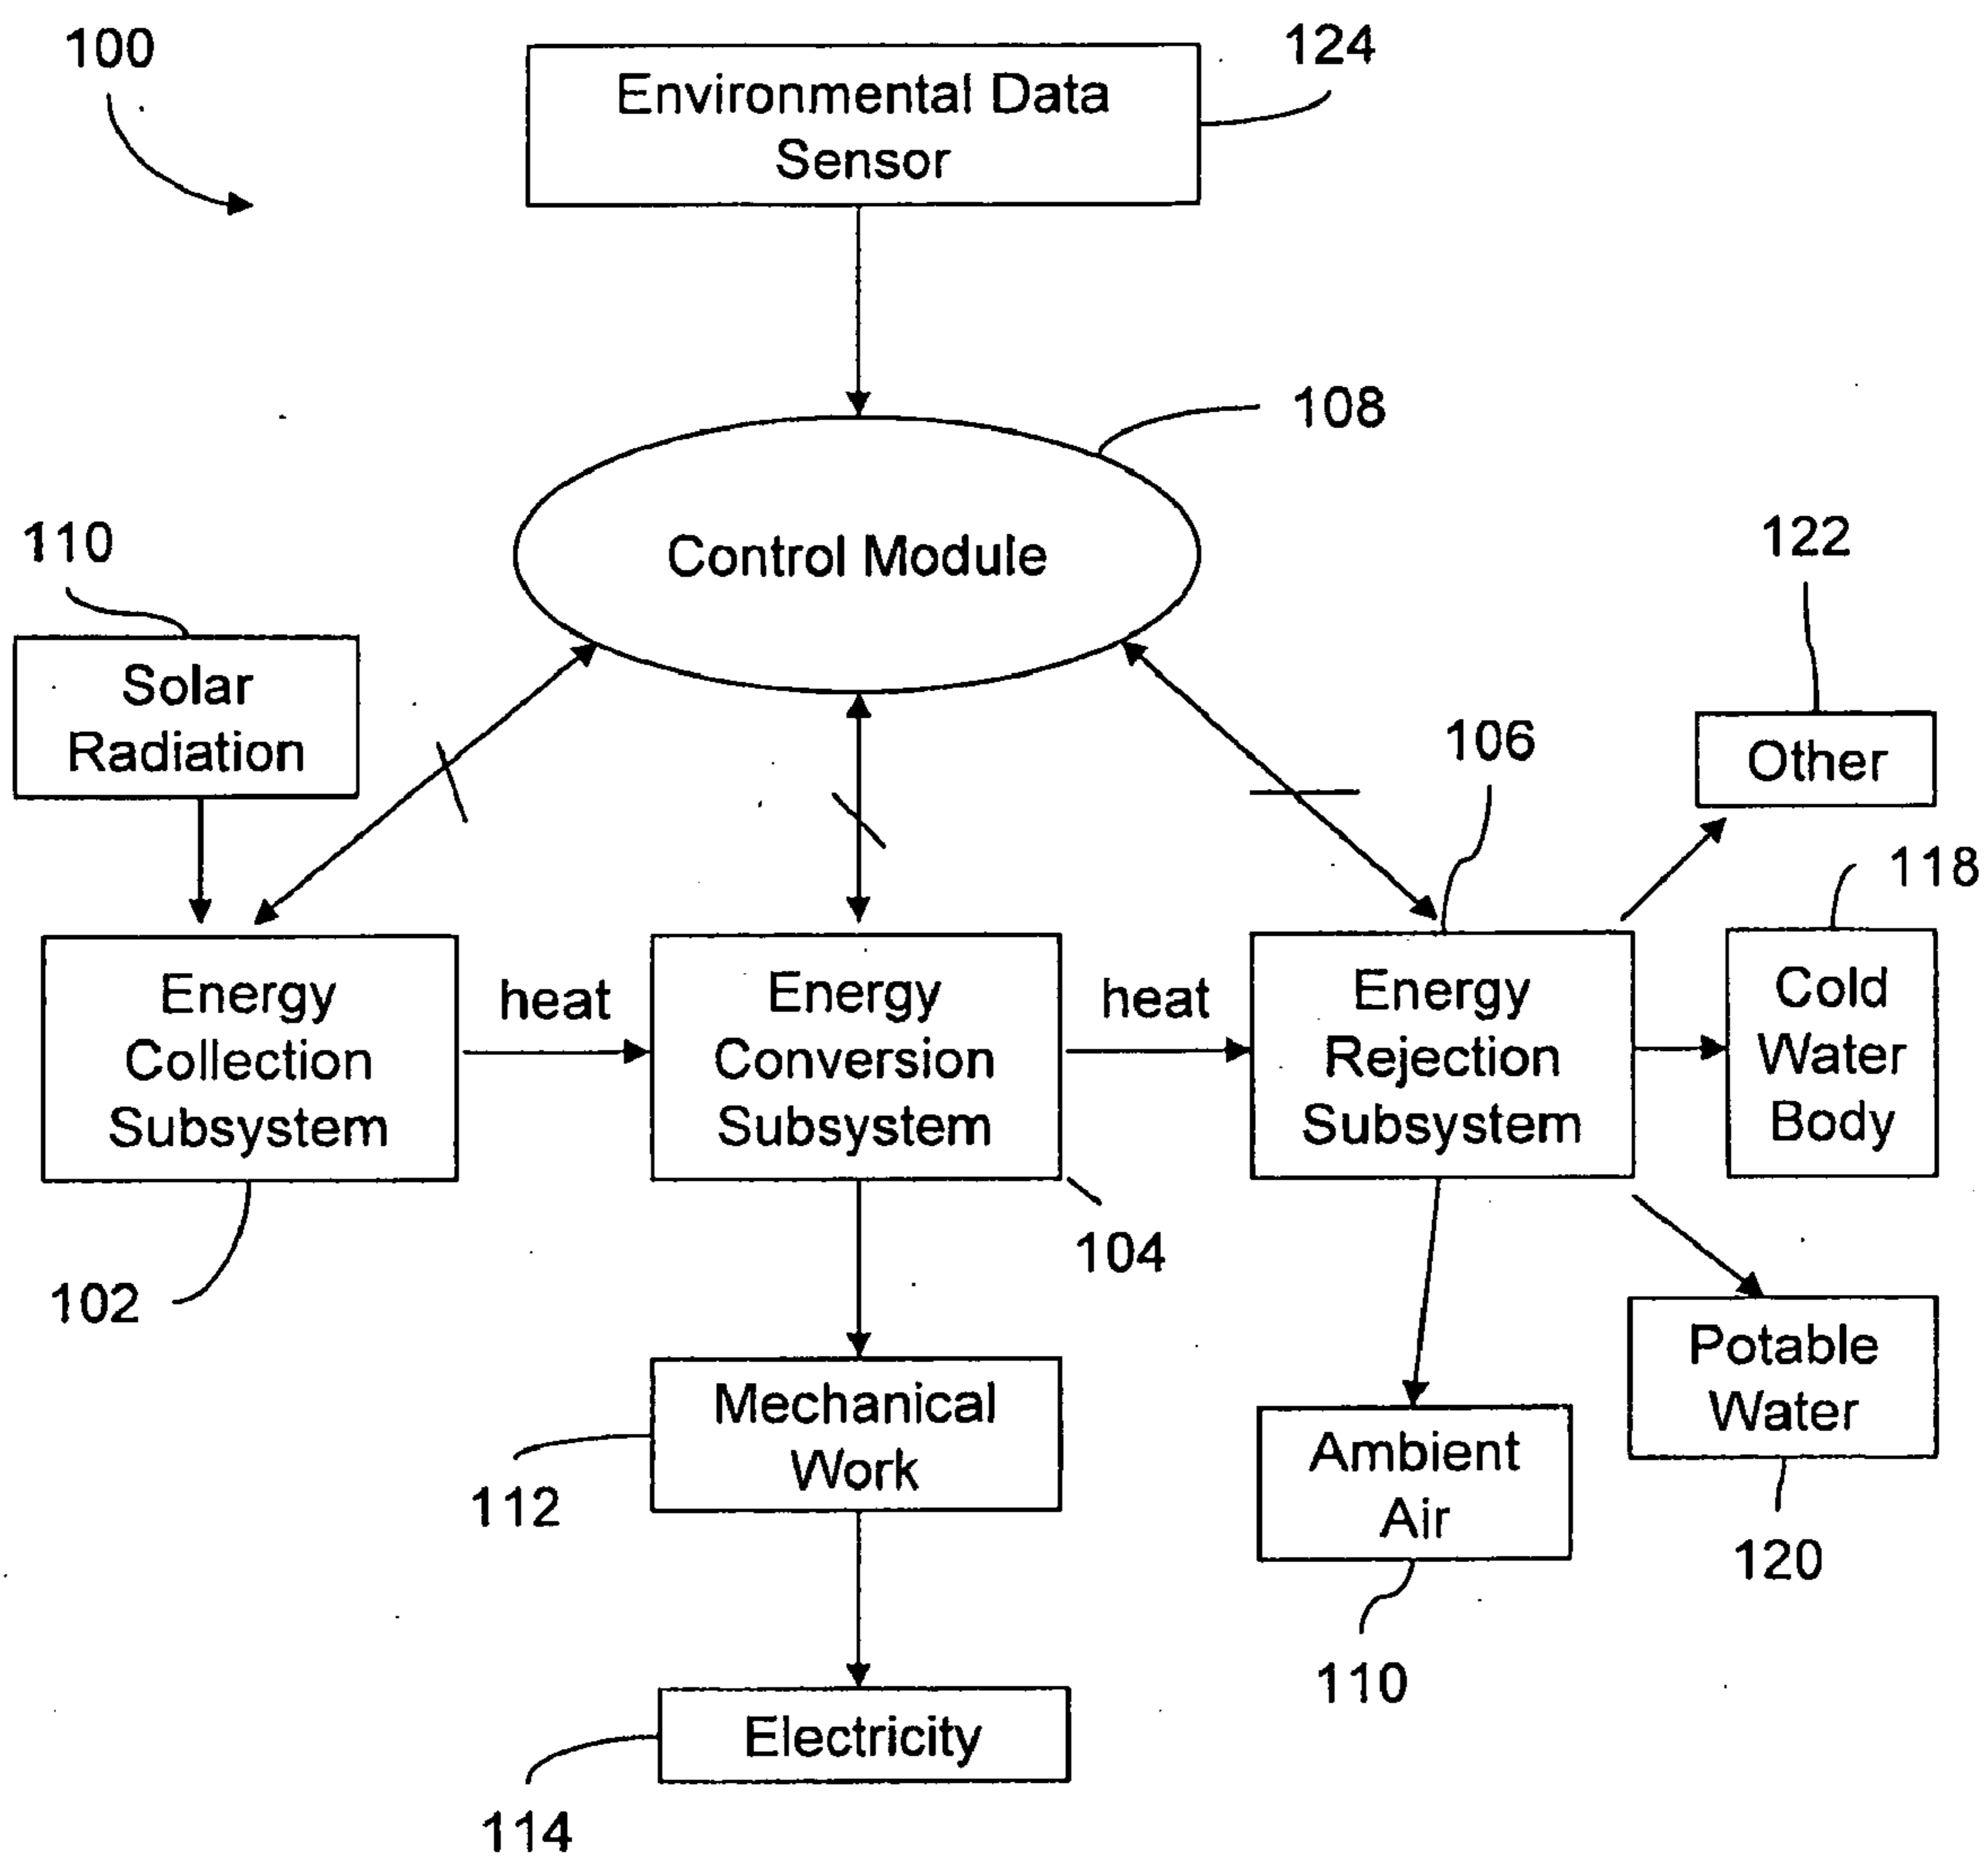 100
124
Environmental Data
Sensor
108
Control Module
110
Solar
Radiation
122
Other
106
118
Energy
Collection
Subsystem
heat
Energy
Conversion
Subsystem
heat
Energy
Rejection
Subsystem
Cold
Water
Body
102
104
Mechanical
Work
112
Ambient
Air
110
Potable
Water
120
Electricity
114